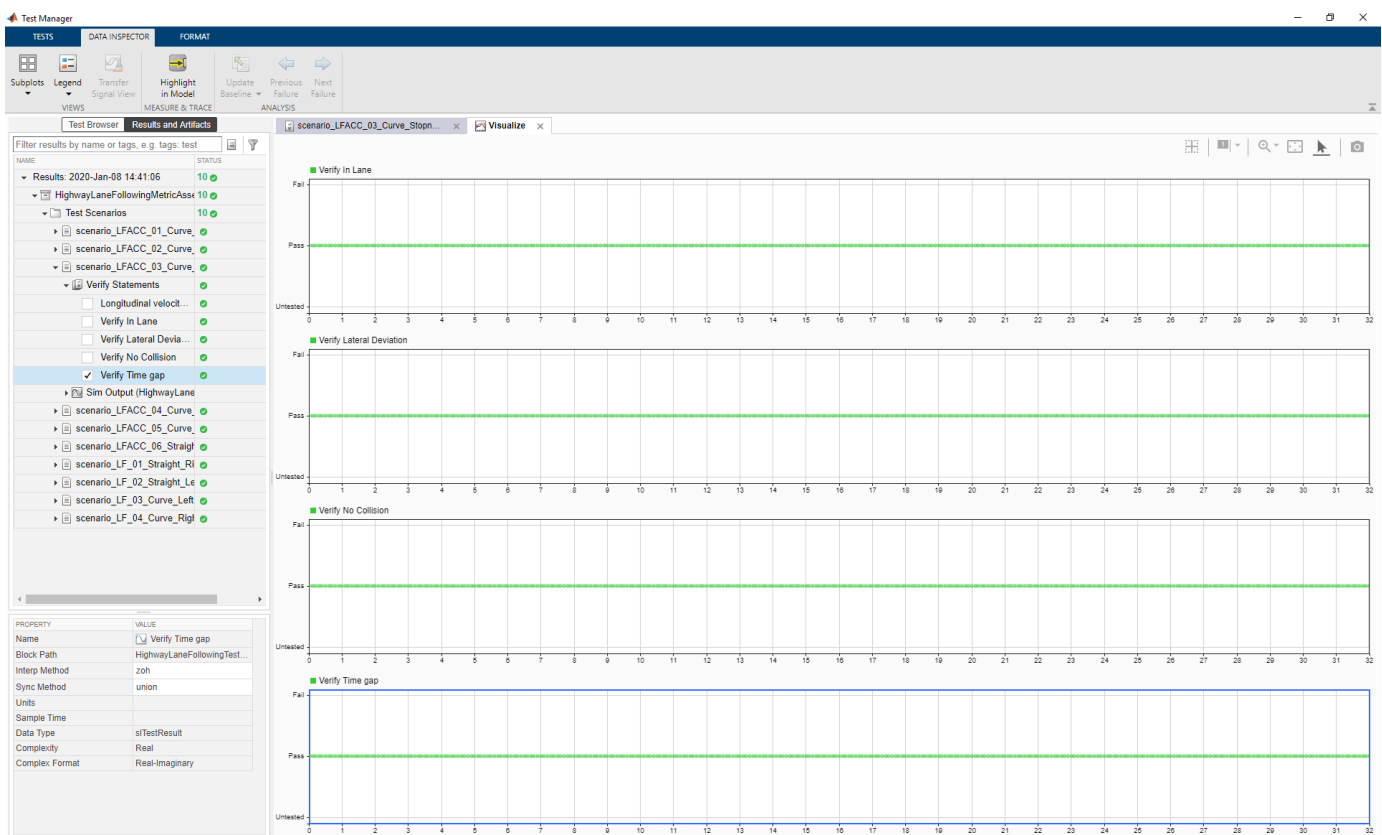 Test Manager
TESTS DATA INSPECTOR FORMAT
Subplots Legend Transfer Signal View Highlight in Model Update Baseline Previous Failure Next Failure
VIEWS MEASURE & TRACE ANALYSIS
Test Browser Results and Artifacts
Filter results by name or tags, e.g. tags: test
NAME STATUS
Results: 2020-Jan-08 14:41:06 10
HighwayLaneFollowingMetricAsse 10
Test Scenarios 10
scenario_LFACC_01_Curve_
scenario_LFACC_02_Curve_
scenario_LFACC_03_Curve_
Verify Statements
Longitudinal velocit...
Verify In Lane
Verify Lateral Devia...
Verify No Collision
Verify Time gap
Sim Output (HighwayLane
scenario_LFACC_04_Curve_
scenario_LFACC_05_Curve_
scenario_LFACC_06_Straigh
scenario_LF_01_Straight_Ri
scenario_LF_02_Straight_Le
scenario_LF_03_Curve_Left
scenario_LF_04_Curve_Righ
PROPERTY VALUE
Name Verify Time gap
Block Path HighwayLaneFollowingTest...
Interp Method zoh
Sync Method union
Units
Sample Time
Data Type slTestResult
Complexity Real
Complex Format Real-Imaginary
scenario_LFACC_03_Curve_Stopn... Visualize
1
Verify In Lane
Fail
Pass
Untested
0 1 2 3 4 5 6 7 8 9 10 11 12 13 14 15 16 17 18 19 20 21 22 23 24 25 26 27 28 29 30 31 32
Verify Lateral Deviation
Fail
Pass
Untested
0 1 2 3 4 5 6 7 8 9 10 11 12 13 14 15 16 17 18 19 20 21 22 23 24 25 26 27 28 29 30 31 32
Verify No Collision
Fail
Pass
Untested
0 1 2 3 4 5 6 7 8 9 10 11 12 13 14 15 16 17 18 19 20 21 22 23 24 25 26 27 28 29 30 31 32
Verify Time gap
Fail
Pass
Untested
0 1 2 3 4 5 6 7 8 9 10 11 12 13 14 15 16 17 18 19 20 21 22 23 24 25 26 27 28 29 30 31 32